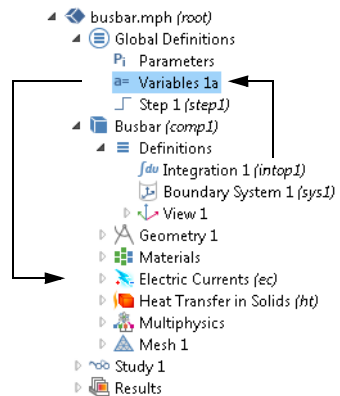 busbar.mph (root)
Global Definitions
Pi Parameters
a= Variables 1a
Step 1 (step1)
Busbar (comp1)
Definitions
∫du Integration 1 (intop1)
Boundary System 1 (sys1)
View 1
Geometry 1
Materials
Electric Currents (ec)
Heat Transfer in Solids (ht)
Multiphysics
Mesh 1
Study 1
Results